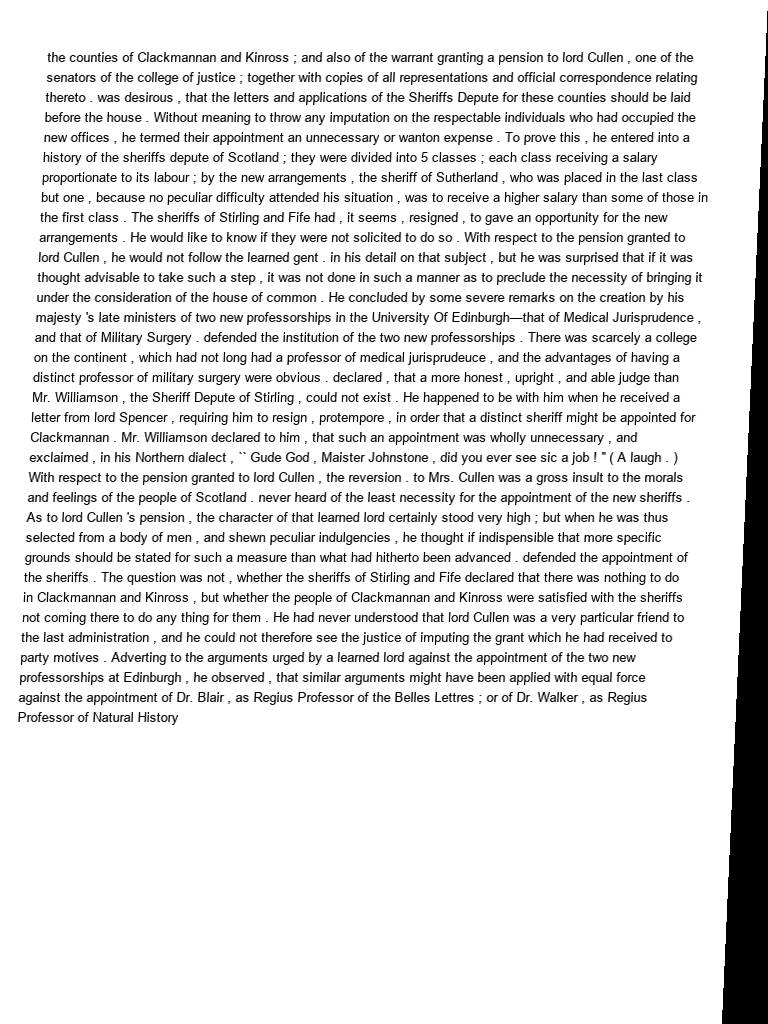 the counties of Clackmannan and Kinross ; and also of the warrant granting a pension to lord Cullen , one of the
senators of the college of justice ; together with copies of all representations and official correspondence relating
thereto . was desirous , that the letters and applications of the Sheriffs Depute for these counties should be laid
before the house . Without meaning to throw any imputation on the respectable individuals who had occupied the
new offices , he termed their appointment an unnecessary or wanton expense . To prove this , he entered into a
history of the sheriffs depute of Scotland ; they were divided into 5 classes ; each class receiving a salary
proportionate to its labour ; by the new arrangements , the sheriff of Sutherland , who was placed in the last class
but one , because no peculiar difficulty attended his situation , was to receive a higher salary than some of those in
the first class . The sheriffs of Stirling and Fife had , it seems , resigned , to gave an opportunity for the new
arrangements . He would like to know if they were not solicited to do so . With respect to the pension granted to
lord Cullen , he would not follow the learned gent . in his detail on that subject , but he was surprised that if it was
thought advisable to take such a step , it was not done in such a manner as to preclude the necessity of bringing it
under the consideration of the house of common . He concluded by some severe remarks on the creation by his
majesty 's late ministers of two new professorships in the University Of Edinburgh—that of Medical Jurisprudence ,
and that of Military Surgery . defended the institution of the two new professorships . There was scarcely a college
on the continent , which had not long had a professor of medical jurisprudeuce , and the advantages of having a
distinct professor of military surgery were obvious . declared , that a more honest , upright , and able judge than
Mr. Williamson , the Sheriff Depute of Stirling , could not exist . He happened to be with him when he received a
letter from lord Spencer , requiring him to resign , protempore , in order that a distinct sheriff might be appointed for
Clackmannan . Mr. Williamson declared to him , that such an appointment was wholly unnecessary , and
exclaimed , in his Northern dialect , `` Gude God , Maister Johnstone , did you ever see sic a job ! '' ( A laugh . )
With respect to the pension granted to lord Cullen , the reversion . to Mrs. Cullen was a gross insult to the morals
and feelings of the people of Scotland . never heard of the least necessity for the appointment of the new sheriffs .
As to lord Cullen 's pension , the character of that learned lord certainly stood very high ; but when he was thus
selected from a body of men , and shewn peculiar indulgencies , he thought if indispensible that more specific
grounds should be stated for such a measure than what had hitherto been advanced . defended the appointment of
the sheriffs . The question was not , whether the sheriffs of Stirling and Fife declared that there was nothing to do
in Clackmannan and Kinross , but whether the people of Clackmannan and Kinross were satisfied with the sheriffs
not coming there to do any thing for them . He had never understood that lord Cullen was a very particular friend to
the last administration , and he could not therefore see the justice of imputing the grant which he had received to
party motives . Adverting to the arguments urged by a learned lord against the appointment of the two new
professorships at Edinburgh , he observed , that similar arguments might have been applied with equal force
against the appointment of Dr. Blair , as Regius Professor of the Belles Lettres ; or of Dr. Walker , as Regius
Professor of Natural History